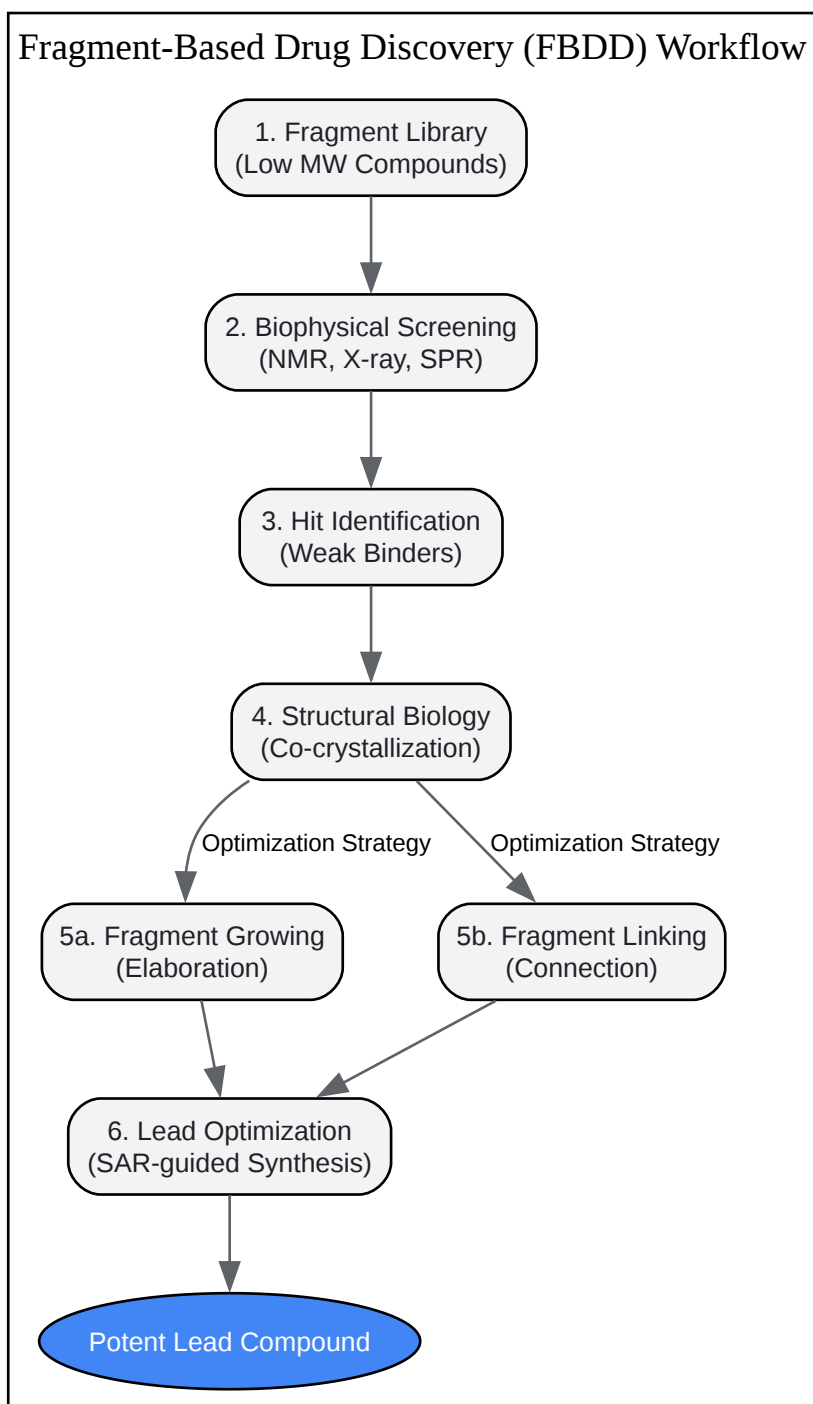 Fragment-Based Drug Discovery (FBDD) Workflow
1. Fragment Library
(Low MW Compounds)
2. Biophysical Screening
(NMR, X-ray, SPR)
3. Hit Identification
(Weak Binders)
4. Structural Biology
(Co-crystallization)
Optimization Strategy
Optimization Strategy
5a. Fragment Growing
(Elaboration)
5b. Fragment Linking
(Connection)
6. Lead Optimization
(SAR-guided Synthesis)
Potent Lead Compound